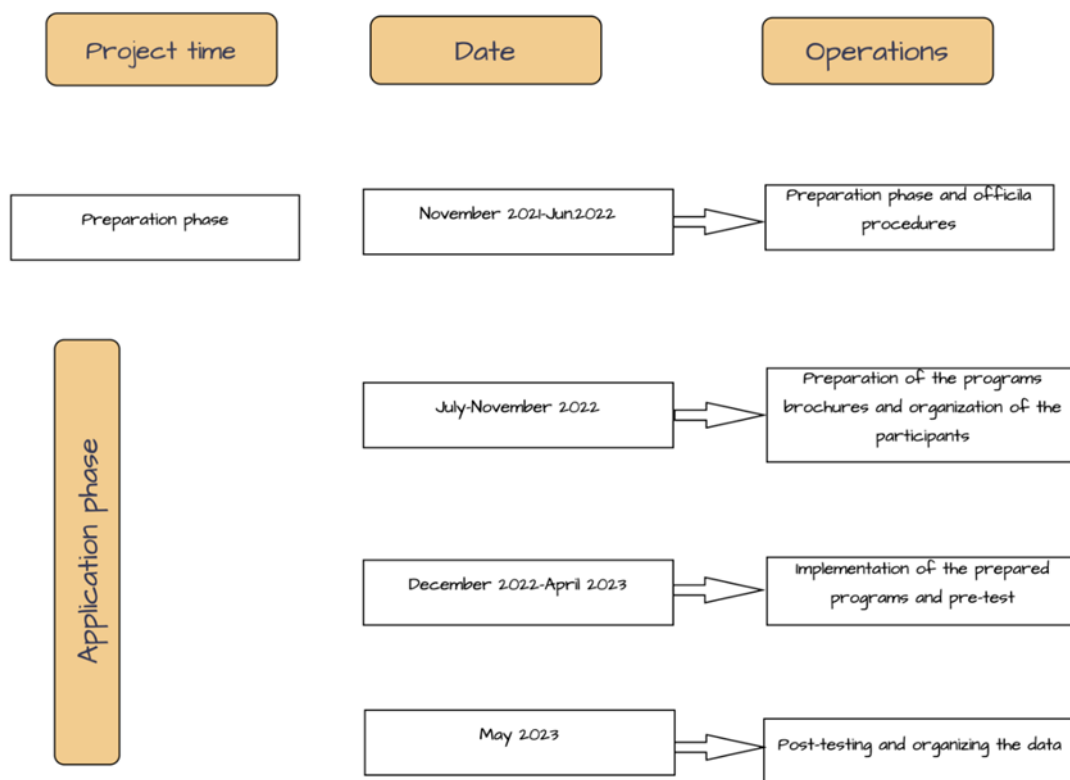 Project time
Date
Operations
Preparation phase
November 2021-Jun.2022
Preparation phase and officila
procedures
Application phase
July-November 2022
Preparation of the programs
brochures and organization of the
participants
December 2022-April 2023
Implementation of the prepared
programs and pre-test
May 2023
Post-testing and organizing the data